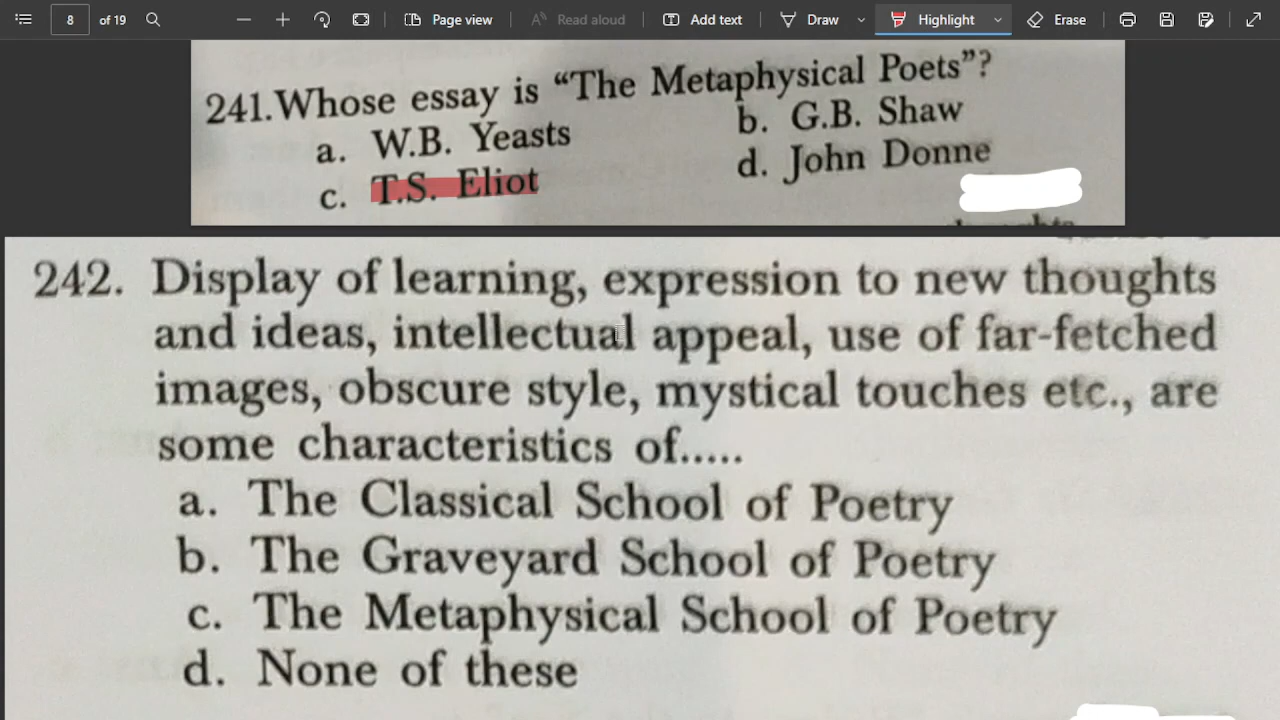 8 of 19 Page view Read aloud Add text Draw Highlight Erase
241.Whose essay is “The Metaphysical Poets”?
a. W.B. Yeasts b. G.B. Shaw
c. T.S. Eliot d. John Donne
242. Display of learning, expression to new thoughts
and ideas, intellectual appeal, use of far-fetched
images, obscure style, mystical touches etc., are
some characteristics of.....
a. The Classical School of Poetry
b. The Graveyard School of Poetry
c. The Metaphysical School of Poetry
d. None of these